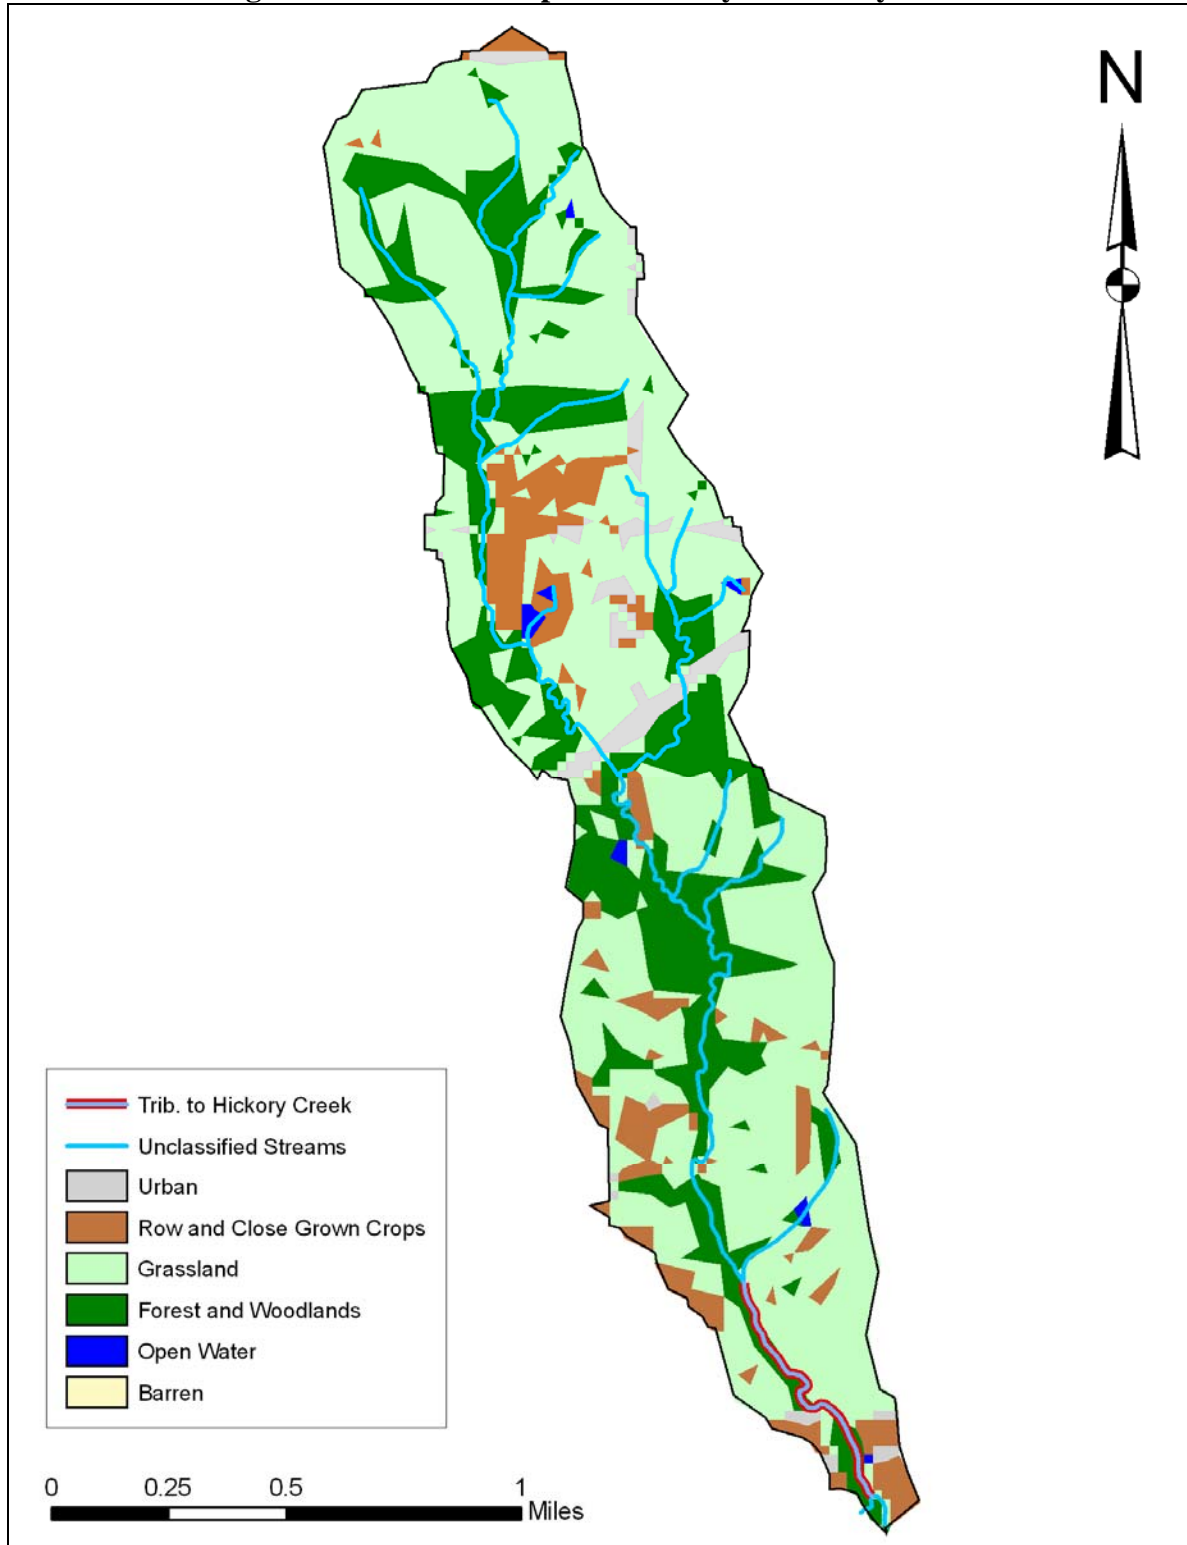 N
Trib. to Hickory Creek
Unclassified Streams
Urban
Row and Close Grown Crops
Grassland
Forest and Woodlands
Open Water
Barren
0 0.25 0.5 1
Miles